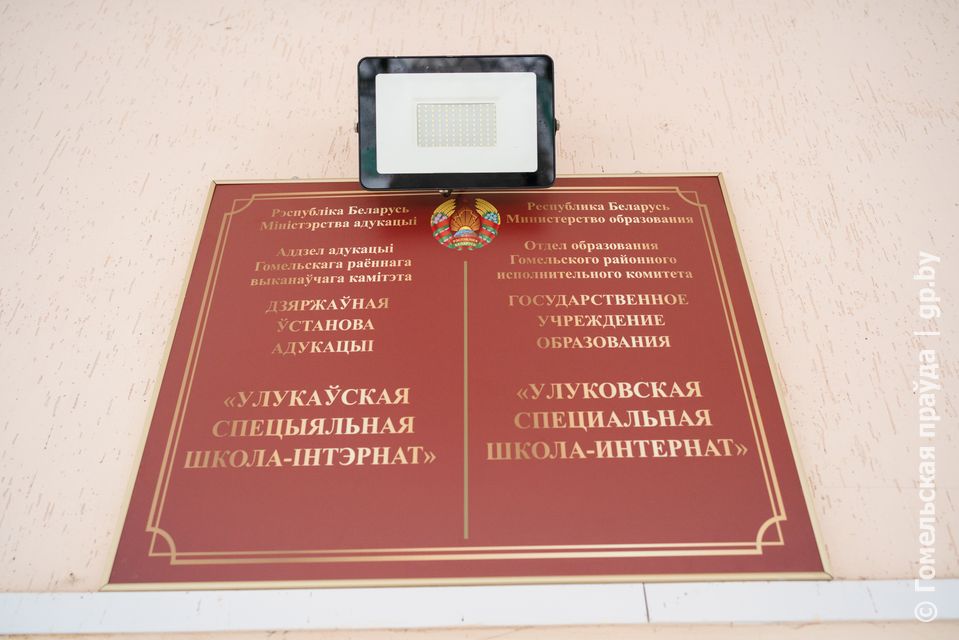 Рэспубліка Беларусь
Міністэрства адукацыі
Аддзел адукацыі
Гомельскага раённага
выканаўчага камітэта
ДЗЯРЖАЎНАЯ
ЎСТАНОВА
АДУКАЦЫІ
«УЛУКАЎСКАЯ
СПЕЦЫЯЛЬНАЯ
ШКОЛА-ІНТЭРНАТ»
Республика Беларусь
Министерство образования
Отдел образования
Гомельского районного
исполнительного комитета
ГОСУДАРСТВЕННОЕ
УЧРЕЖДЕНИЕ
ОБРАЗОВАНИЯ
«УЛУКОВСКАЯ
СПЕЦИАЛЬНАЯ
ШКОЛА-ИНТЕРНАТ»
© Гомельская праўда | gp.by